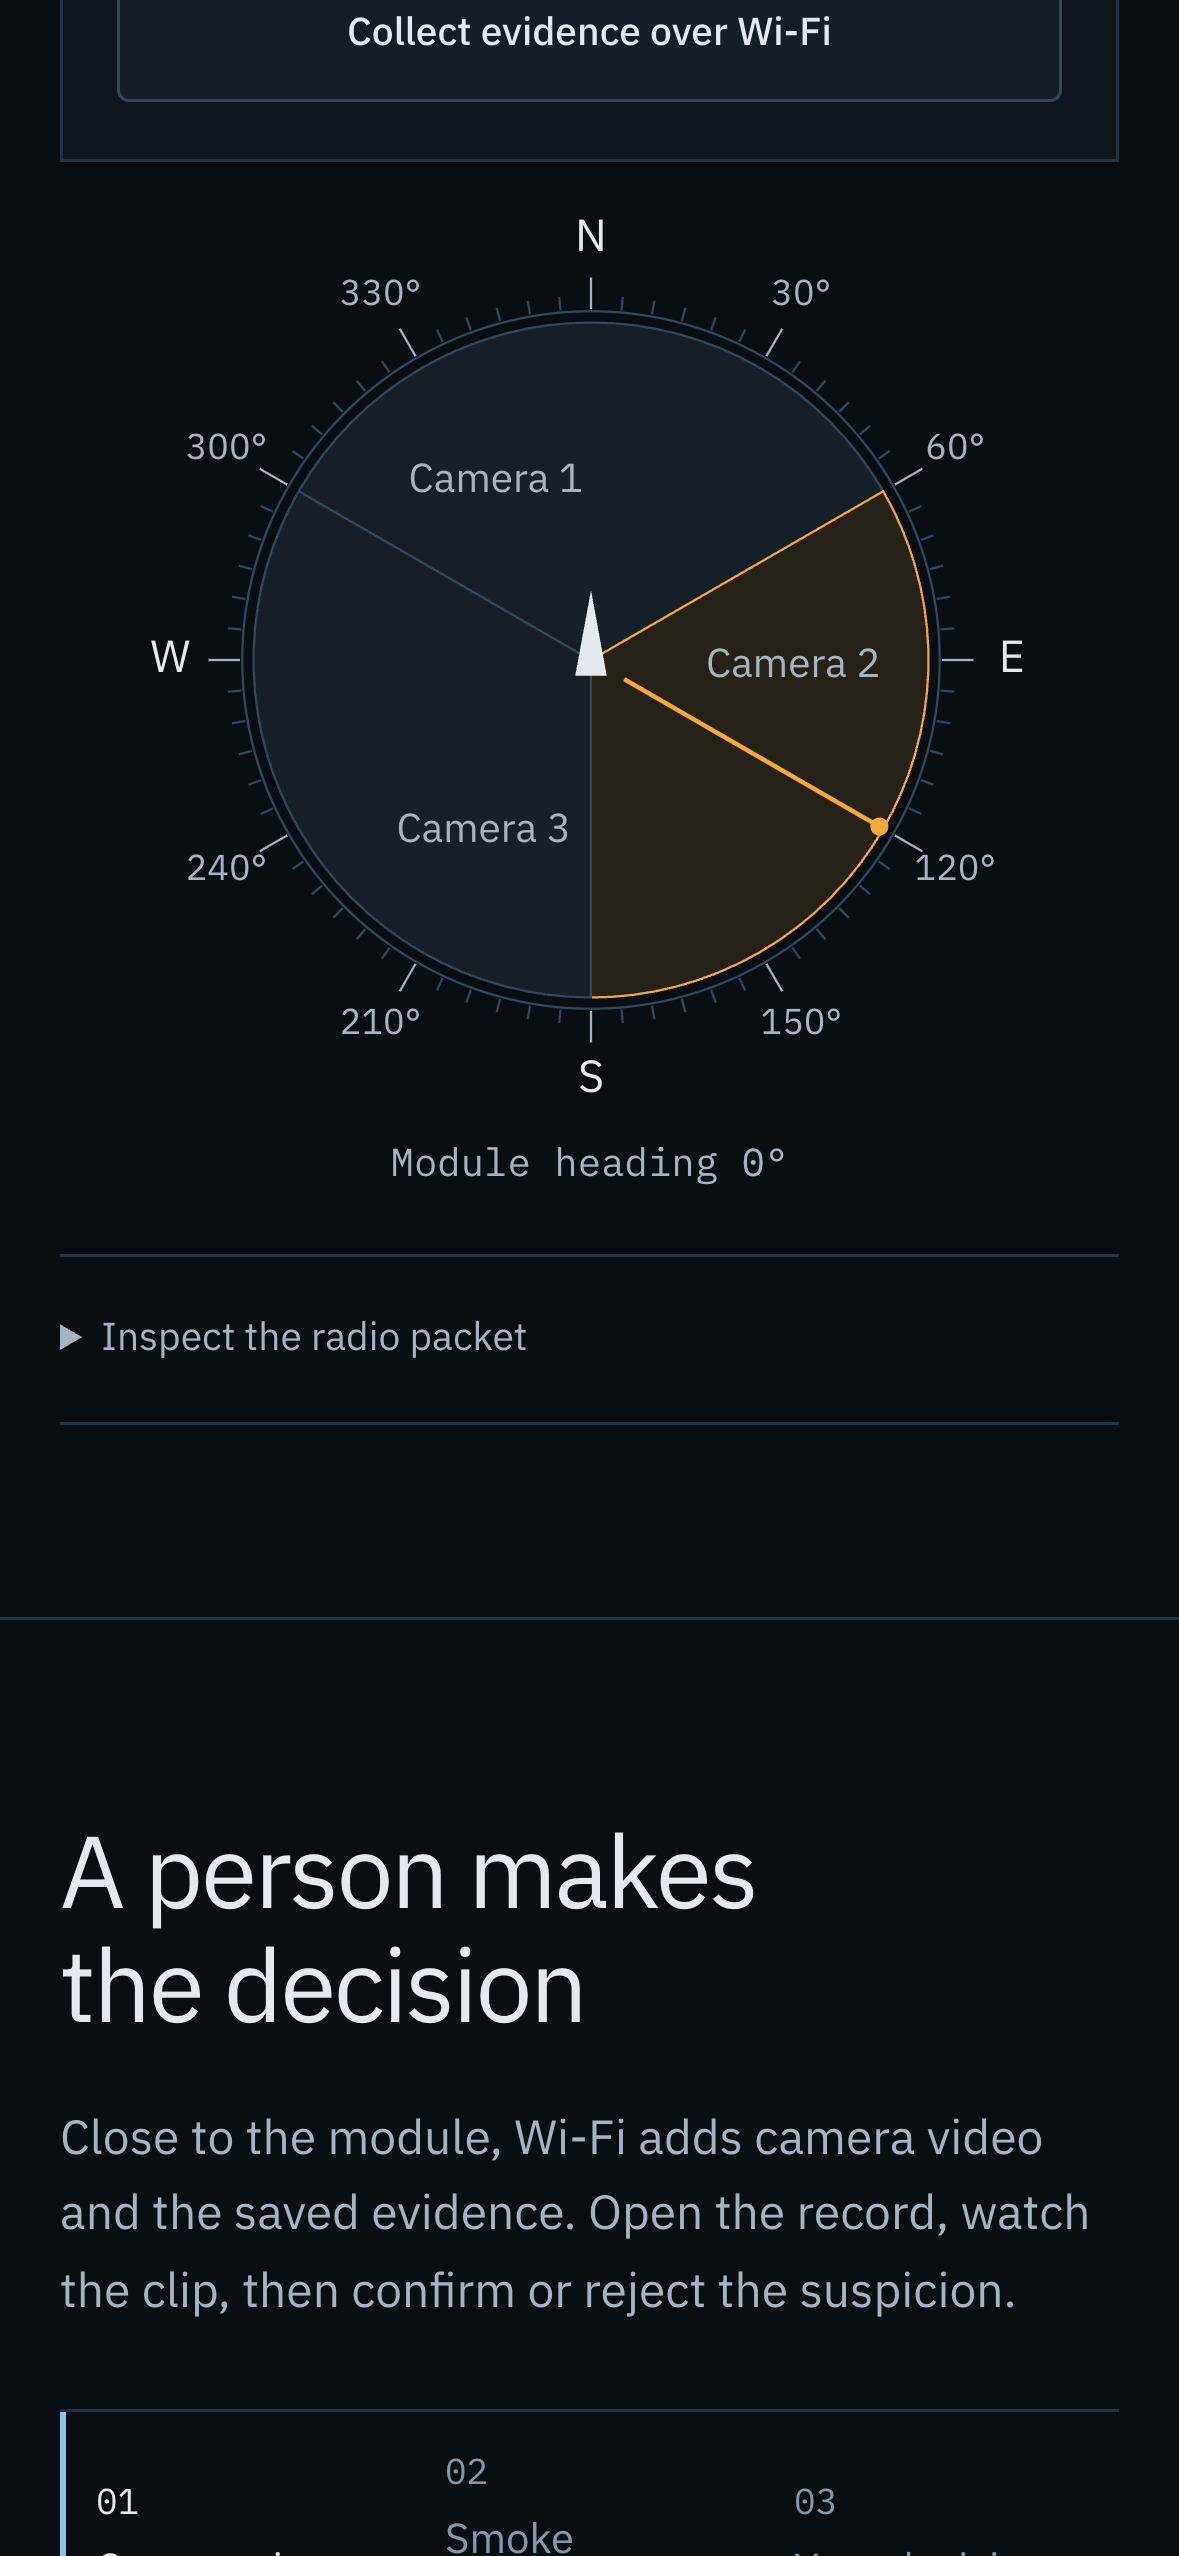 Collect evidence over Wi-Fi
N
330°
30°
300°
60°
Camera 1
W
Camera 2
E
Camera 3
240°
120°
210°
150°
S
Module heading 0°
Inspect the radio packet
A person makes
the decision
Close to the module, Wi-Fi adds camera video
and the saved evidence. Open the record, watch
the clip, then confirm or reject the suspicion.
01
02
03
Smoke